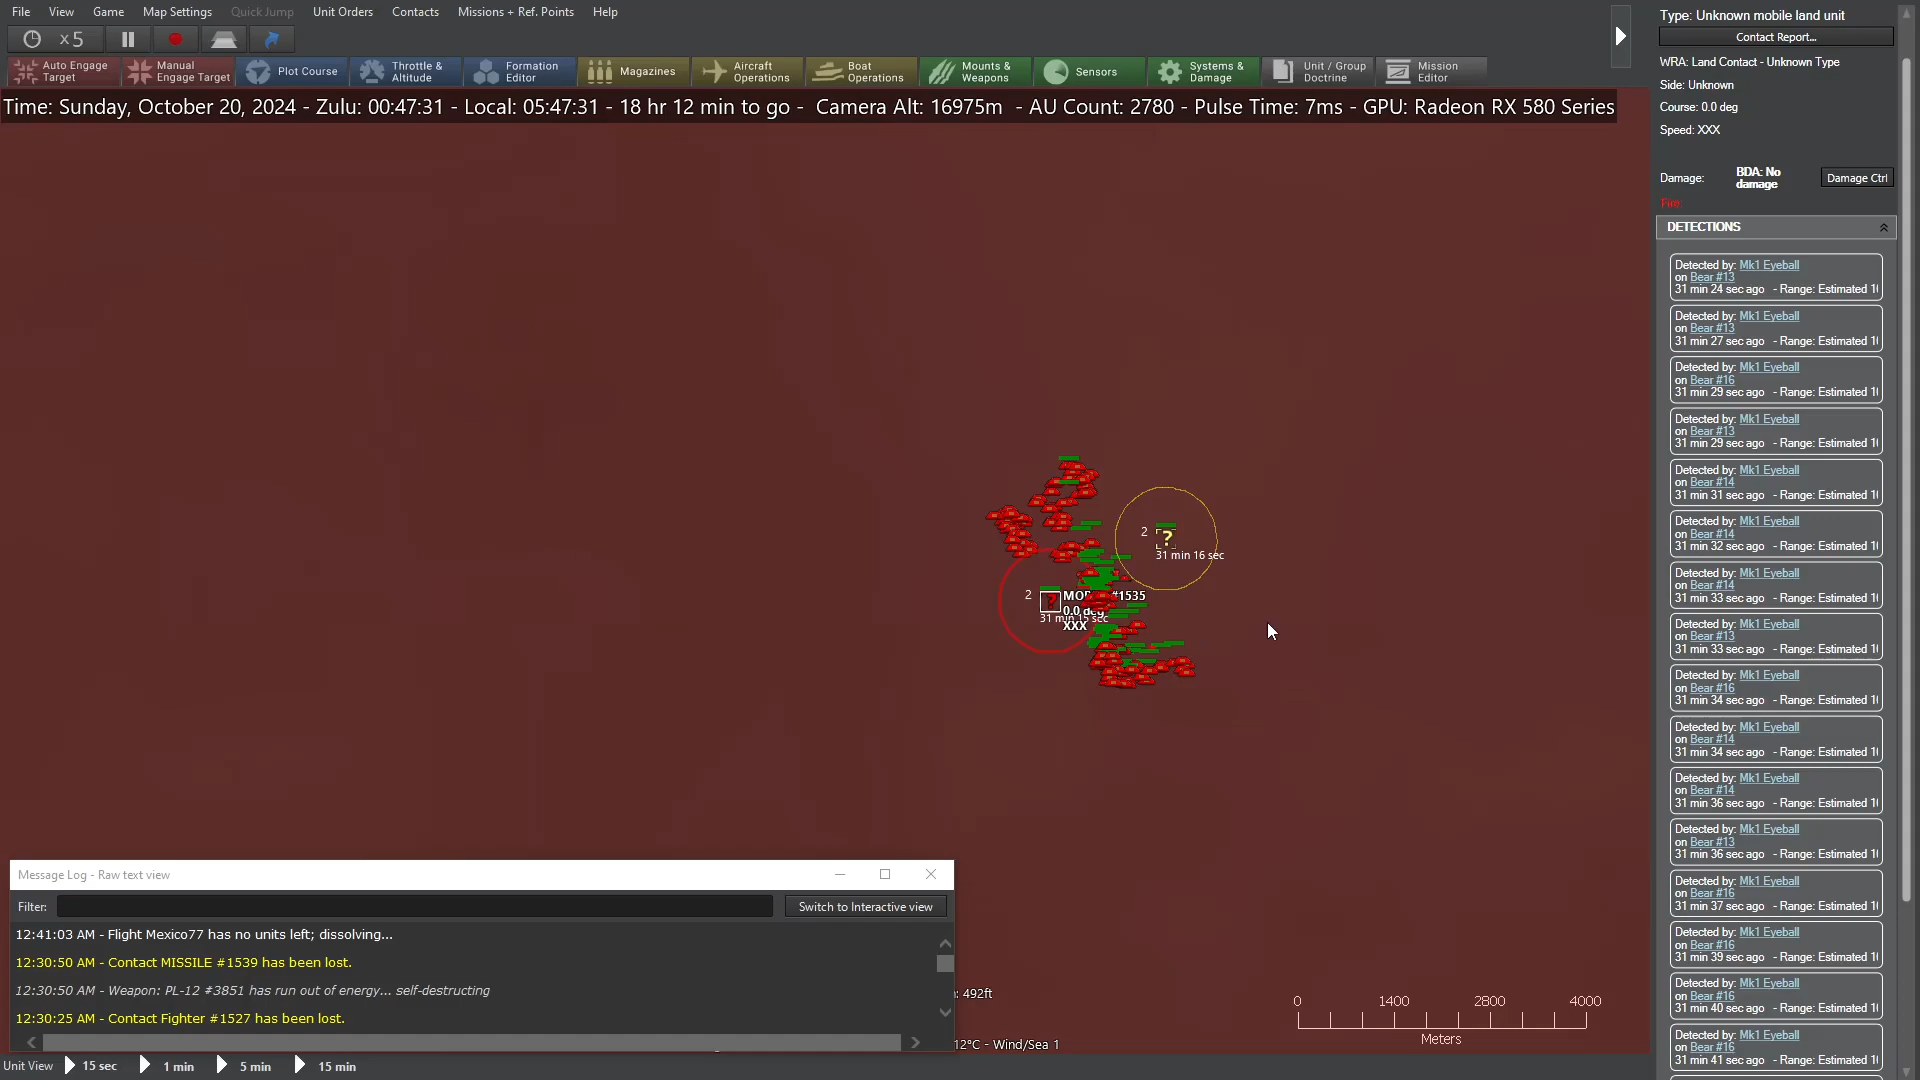 File View Game Map Settings Quick Jump Unit Orders Contacts Missions + Ref. Points Help
x5
Auto Engage Target
Manual Engage Target
Plot Course
Throttle & Altitude
Formation Editor
Magazines
Aircraft Operations
Boat Operations
Mounts & Weapons
Sensors
Systems & Damage
Unit / Group Doctrine
Mission Editor
Time: Sunday, October 20, 2024 - Zulu: 00:47:31 - Local: 05:47:31 - 18 hr 12 min to go - Camera Alt: 16975m - AU Count: 2780 - Pulse Time: 7ms - GPU: Radeon RX 580 Series
2 ?
31 min 16 sec
2 ? #1535
0.0 deg
31 min 15 sec
XXX
Message Log - Raw text view
Filter: Switch to Interactive view
12:41:03 AM - Flight Mexico77 has no units left; dissolving...
12:30:50 AM - Contact MISSILE #1539 has been lost.
12:30:50 AM - Weapon: PL-12 #3851 has run out of energy... self-destructing
12:30:25 AM - Contact Fighter #1527 has been lost.
: 492ft
12°C - Wind/Sea 1
0 1400 2800 4000
Meters
Unit View 15 sec 1 min 5 min 15 min
Type: Unknown mobile land unit
Contact Report...
WRA: Land Contact - Unknown Type
Side: Unknown
Course: 0.0 deg
Speed: XXX
Damage: BDA: No damage Damage Ctrl
Fire:
DETECTIONS
Detected by: Mk1 Eyeball
on Bear #13
31 min 24 sec ago - Range: Estimated
Detected by: Mk1 Eyeball
on Bear #13
31 min 27 sec ago - Range: Estimated
Detected by: Mk1 Eyeball
on Bear #16
31 min 29 sec ago - Range: Estimated
Detected by: Mk1 Eyeball
on Bear #13
31 min 29 sec ago - Range: Estimated
Detected by: Mk1 Eyeball
on Bear #14
31 min 31 sec ago - Range: Estimated
Detected by: Mk1 Eyeball
on Bear #14
31 min 32 sec ago - Range: Estimated
Detected by: Mk1 Eyeball
on Bear #14
31 min 33 sec ago - Range: Estimated
Detected by: Mk1 Eyeball
on Bear #13
31 min 33 sec ago - Range: Estimated
Detected by: Mk1 Eyeball
on Bear #16
31 min 34 sec ago - Range: Estimated
Detected by: Mk1 Eyeball
on Bear #14
31 min 34 sec ago - Range: Estimated
Detected by: Mk1 Eyeball
on Bear #14
31 min 36 sec ago - Range: Estimated
Detected by: Mk1 Eyeball
on Bear #13
31 min 36 sec ago - Range: Estimated
Detected by: Mk1 Eyeball
on Bear #16
31 min 37 sec ago - Range: Estimated
Detected by: Mk1 Eyeball
on Bear #16
31 min 39 sec ago - Range: Estimated
Detected by: Mk1 Eyeball
on Bear #16
31 min 40 sec ago - Range: Estimated
Detected by: Mk1 Eyeball
on Bear #16
31 min 41 sec ago - Range: Estimated